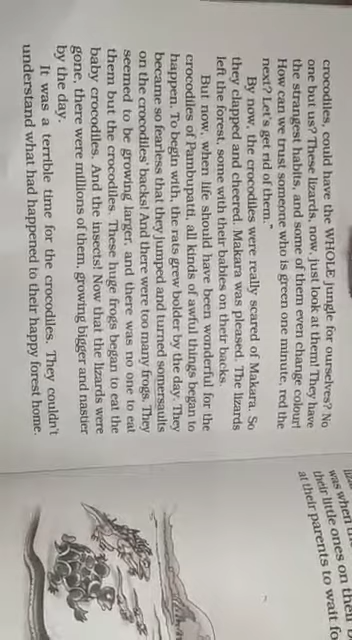 crocodiles, could have the WHOLE jungle for ourselves? No
one but us? These lizards, now, just look at them! They have
the strangest habits, and some of them even change colour!
How can we trust someone who is green one minute, red the
next? Let's get rid of them."
By now, the crocodiles were really scared of Makara. So
they clapped and cheered. Makara was pleased. The lizards
left the forest, some with their babies on their backs.
But now, when life should have been wonderful for the
crocodiles of Pambupatti, all kinds of awful things began to
happen. To begin with, the rats grew bolder by the day. They
became so fearless that they jumped and turned somersaults
on the crocodiles' backs! And there were too many frogs. They
seemed to be growing larger, and there was no one to eat
them but the crocodiles. These huge frogs began to eat the
baby crocodiles. And the insects! Now that the lizards were
gone, there were millions of them, growing bigger and nastier
by the day.
It was a terrible time for the crocodiles. They couldn't
understand what had happened to their happy forest home.
was when
their little ones on their
at their parents to wait